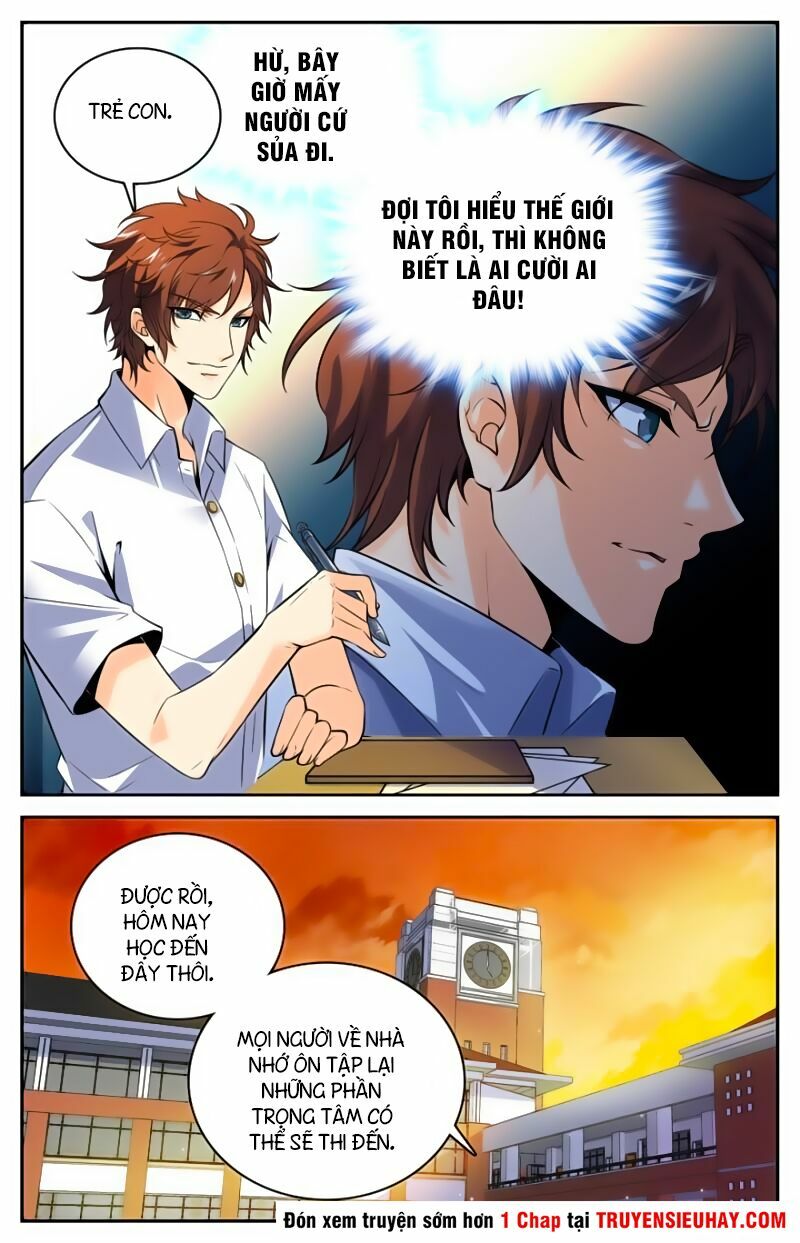 TRẺ CON.
HỪ, BÂY
GIỜ MẤY
NGƯỜI CỨ
SỦA ĐI.
ĐỢI TÔI HIỂU THẾ GIỚI
NÀY RỒI, THÌ KHÔNG
BIẾT LÀ AI CƯỜI AI
ĐÂU!
ĐƯỢC RỒI,
HÔM NAY
HỌC ĐẾN
ĐÂY THÔI.
MỌI NGƯỜI VỀ NHÀ
NHỚ ÔN TẬP LẠI
NHỮNG PHẦN
TRỌNG TÂM CÓ
THỂ SẼ THI ĐẾN.
Đón xem truyện sớm hơn 1 Chap tại TRUYENSIEUHAY.COM